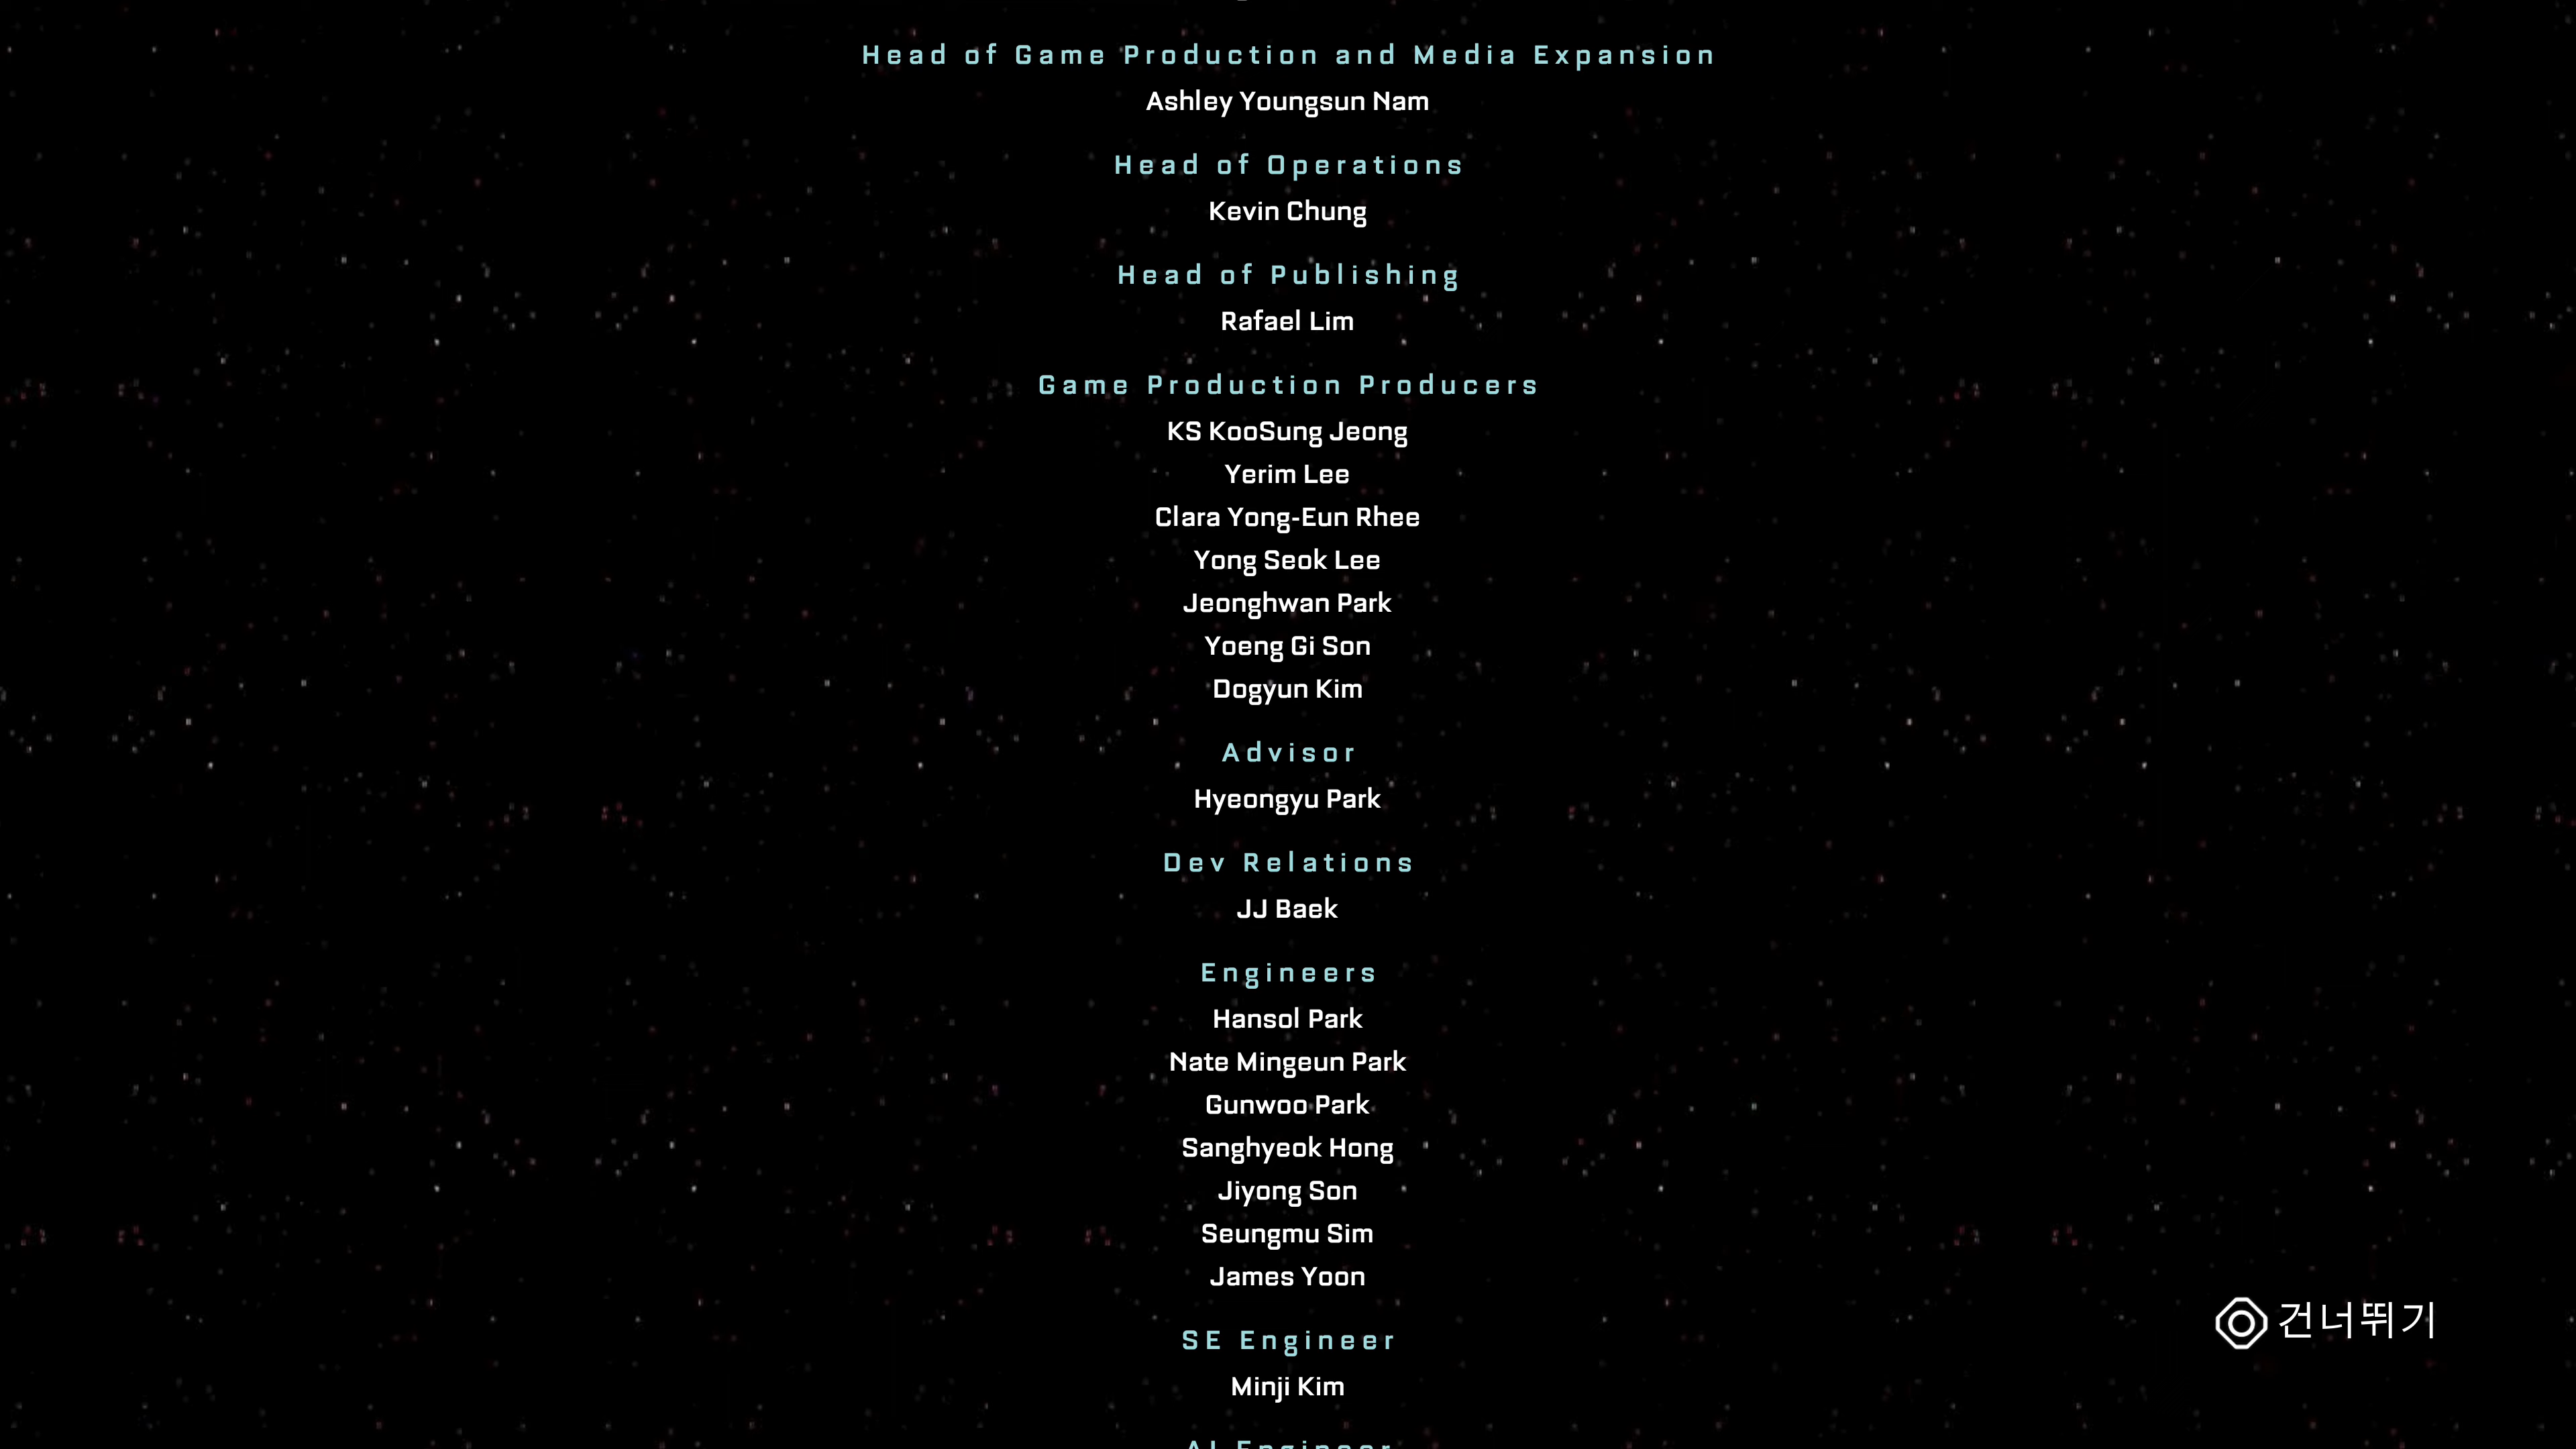 Head of Game Production and Media Expansion
Ashley Youngsun Nam
Head of Operations
Kevin Chung
Head of Publishing
Rafael Lim
Game Production Producers
KS KooSung Jeong
Yerim Lee
Clara Yong-Eun Rhee
Yong Seok Lee
Jeonghwan Park
Yoeng Gi Son
Dogyun Kim
Advisor
Hyeongyu Park
Dev Relations
JJ Baek
Engineers
Hansol Park
Nate Mingeun Park
Gunwoo Park
Sanghyeok Hong
Jiyong Son
Seungmu Sim
James Yoon
건너뛰기
SE Engineer
Minji Kim